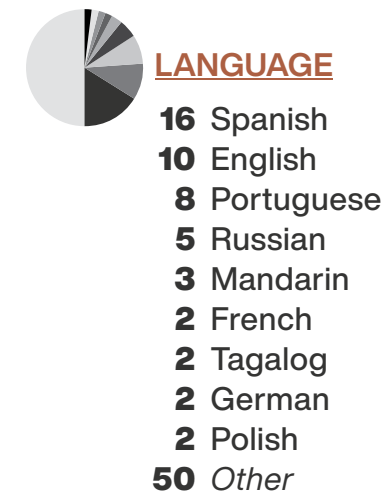 LANGUAGE
16 Spanish
10 English
8 Portuguese
5 Russian
3 Mandarin
2 French
2 Tagalog
2 German
2 Polish
50 Other